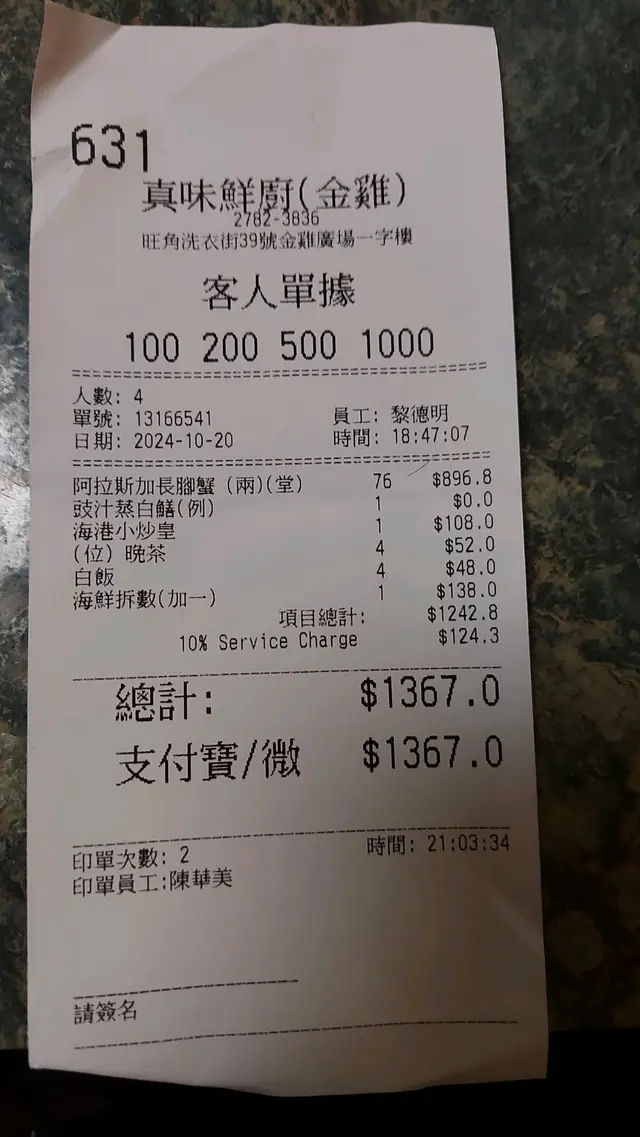 631
真味鮮廚(金雞)
2782-3836
旺角洗衣街39號金雞廣場一字樓
客人單據
100 200 500 1000
人數: 4
單號: 13166541 員工: 黎德明
日期: 2024-10-20 時間: 18:47:07
阿拉斯加長腳蟹 (兩)(堂) 76 $896.8
豉汁蒸白鱔(例) 1 $0.0
海港小炒皇 1 $108.0
(位) 晚茶 4 $52.0
白飯 4 $48.0
海鮮拆數(加一) 1 $138.0
項目總計: $1242.8
10% Service Charge $124.3
總計: $1367.0
支付寶/微 $1367.0
印單次數: 2 時間: 21:03:34
印單員工:陳華美
請簽名